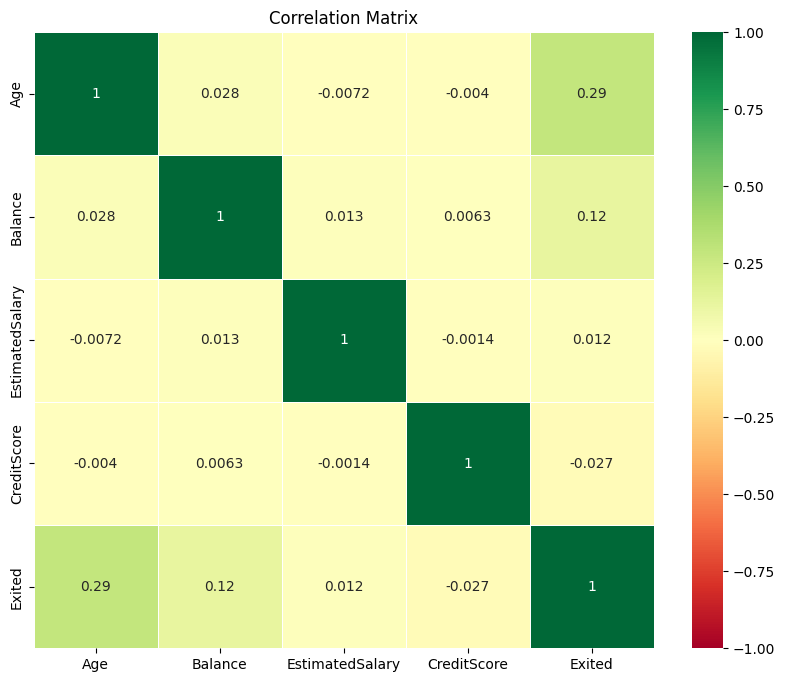 Correlation Matrix
Age 1 0.028 -0.0072 -0.004 0.29
Balance 0.028 1 0.013 0.0063 0.12
EstimatedSalary -0.0072 0.013 1 -0.0014 0.012
CreditScore -0.004 0.0063 -0.0014 1 -0.027
Exited 0.29 0.12 0.012 -0.027 1
Age Balance EstimatedSalary CreditScore Exited
1.00
0.75
0.50
0.25
0.00
−0.25
−0.50
−0.75
−1.00